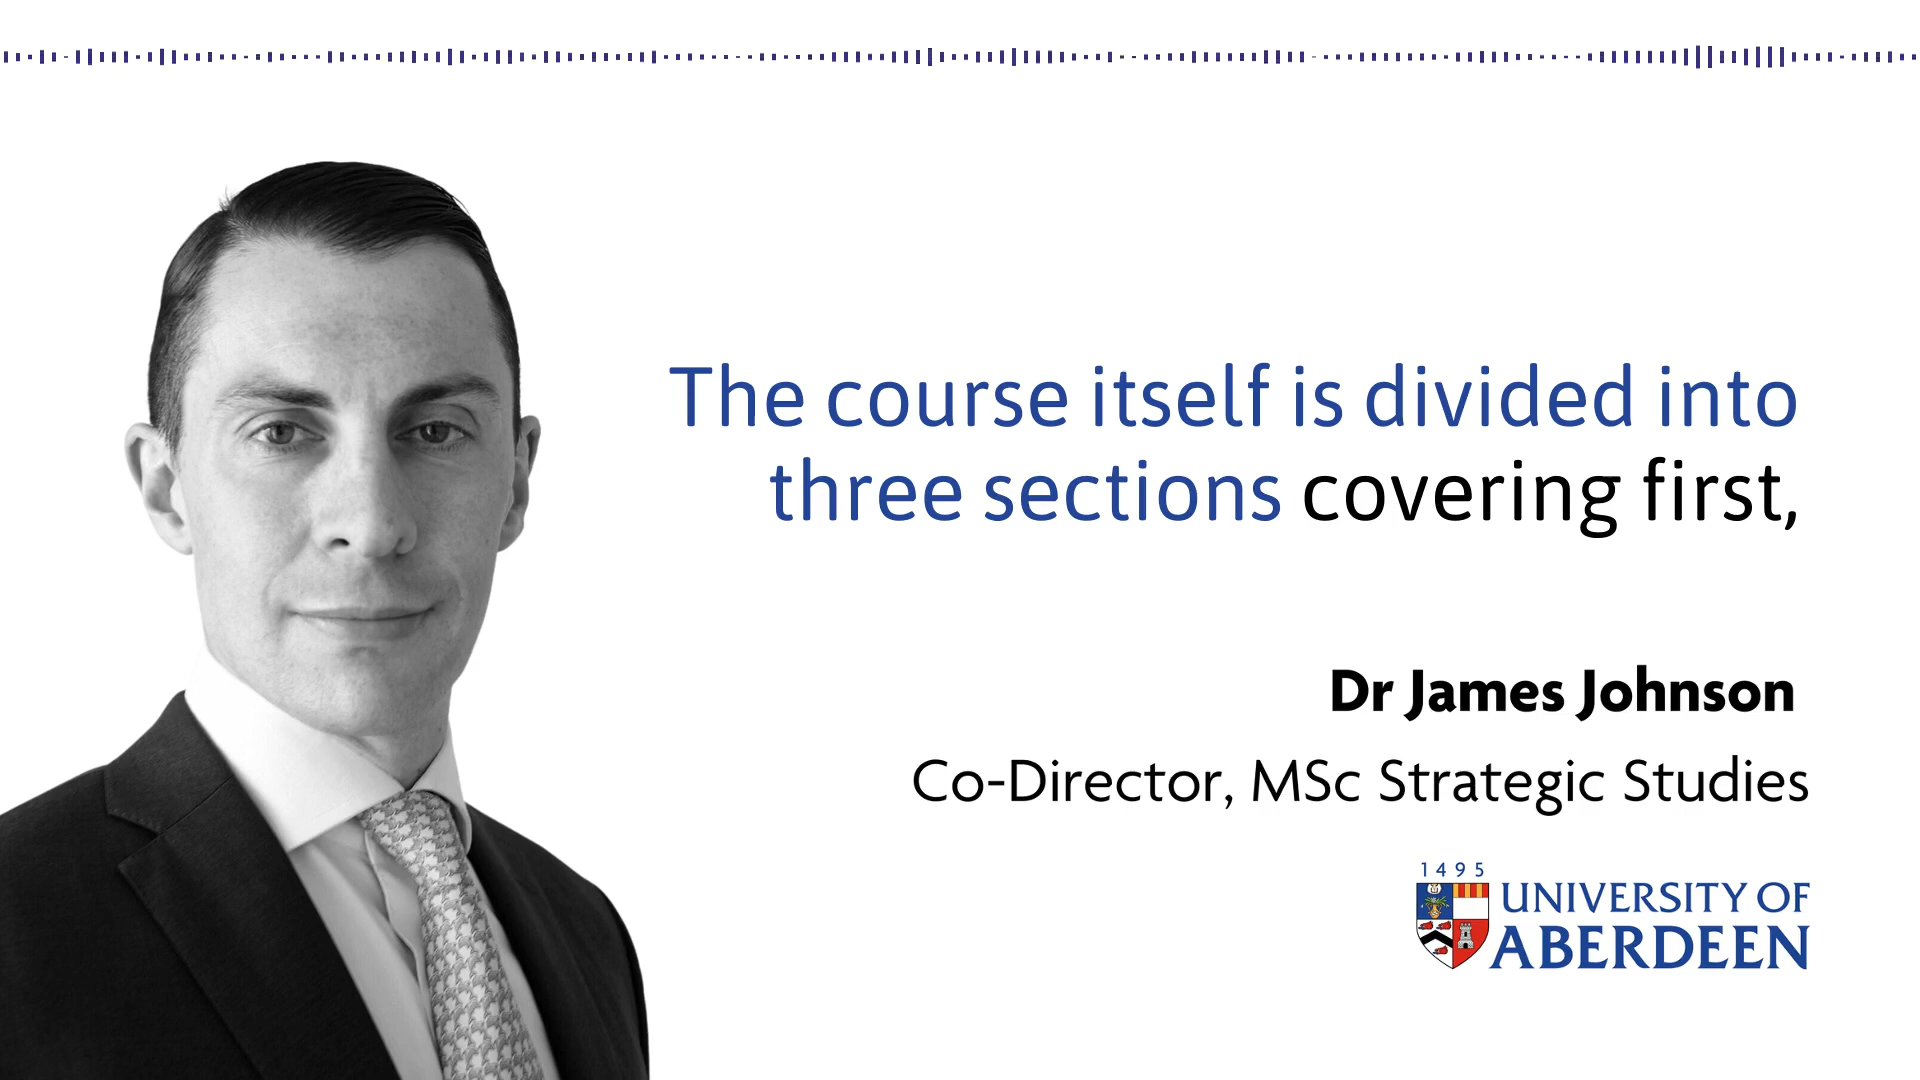 The course itself is divided into
three sections covering first,
Dr James Johnson
Co-Director, MSc Strategic Studies
1495
UNIVERSITY OF
ABERDEEN